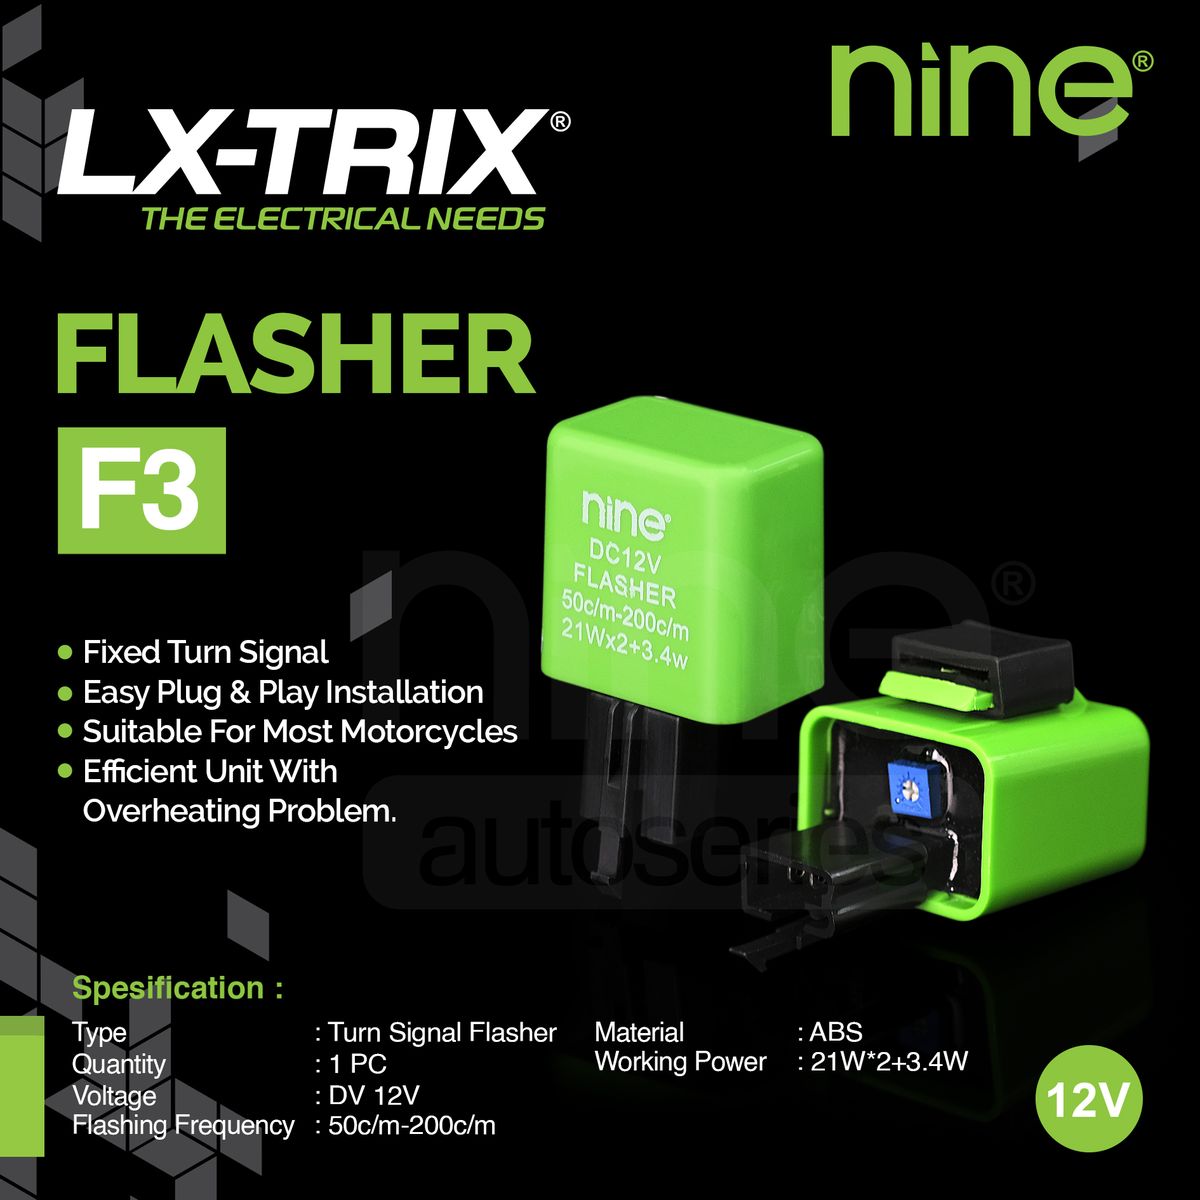 nine®
LX-TRIX®
THE ELECTRICAL NEEDS
FLASHER
F3
nine®
DC12V
FLASHER
50c/m-200c/m
21Wx2+3.4w
nine®
autoseries
Fixed Turn Signal
Easy Plug & Play Installation
Suitable For Most Motorcycles
Efficient Unit With
Overheating Problem.
Spesification :
Type : Turn Signal Flasher
Quantity : 1 PC
Voltage : DV 12V
Flashing Frequency : 50c/m-200c/m
Material : ABS
Working Power : 21W*2+3.4W
12V